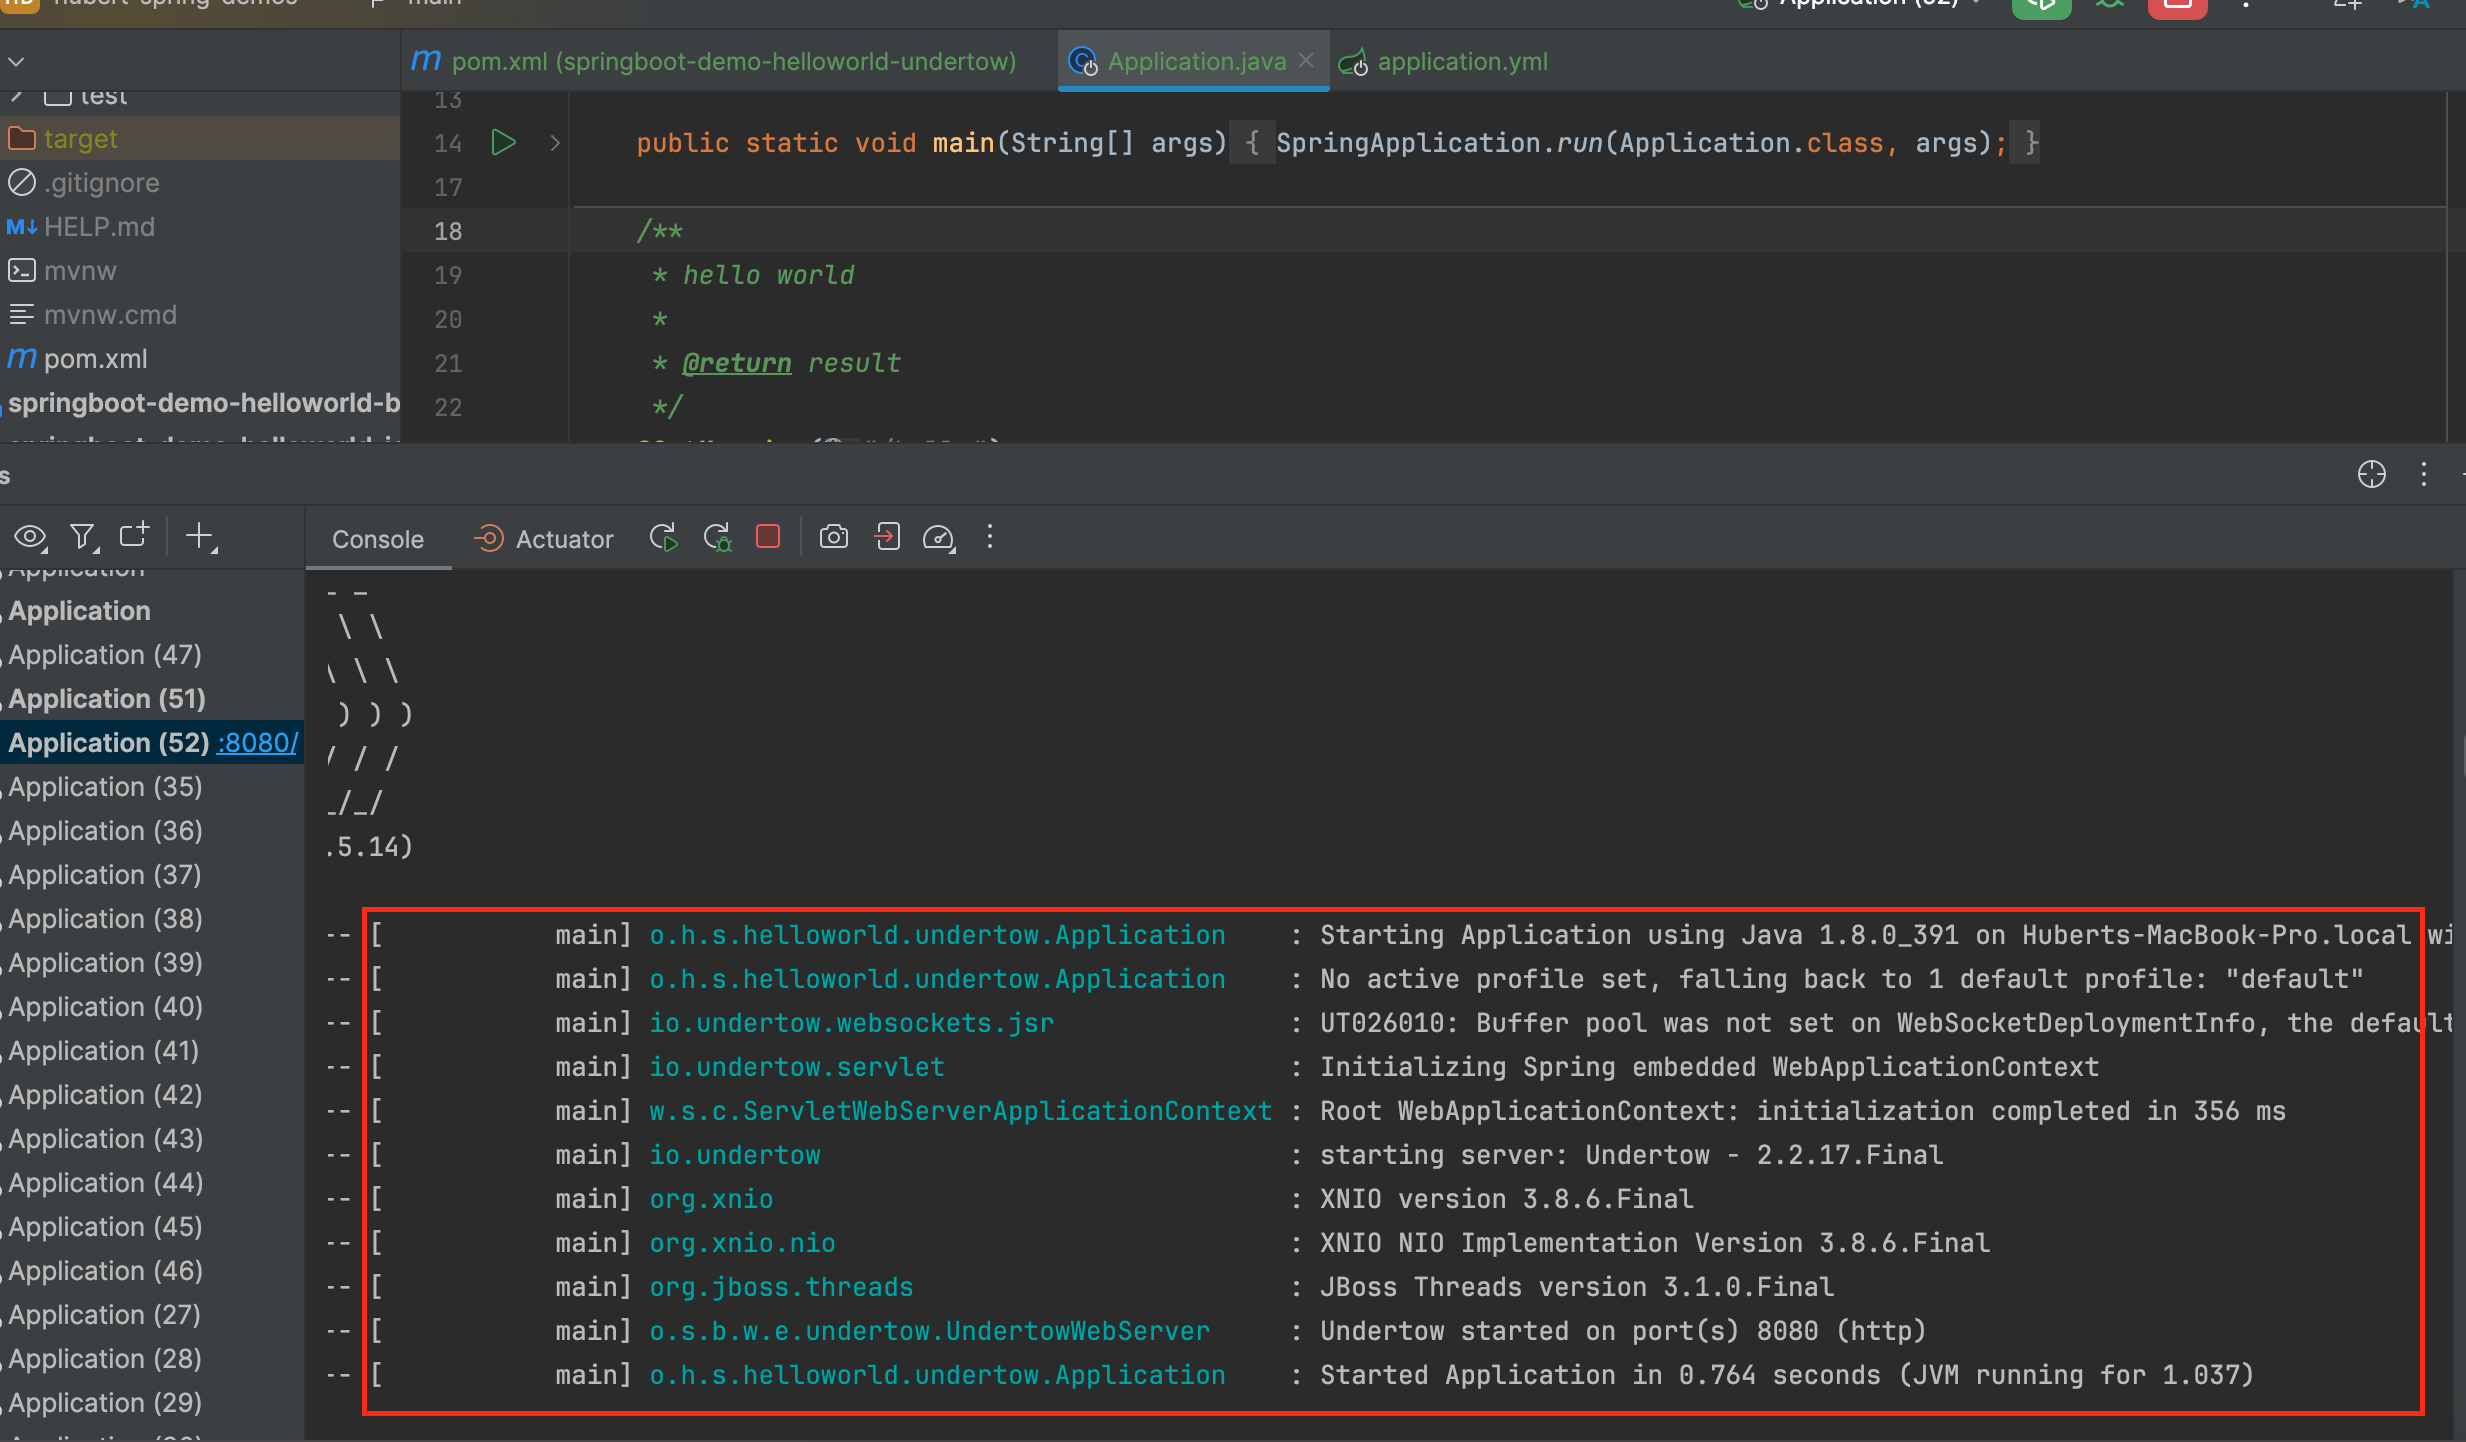 hubert-spring-demos main Application (52)
pom.xml (springboot-demo-helloworld-undertow) Application.java application.yml
test
target
.gitignore
HELP.md
mvnw
mvnw.cmd
pom.xml
springboot-demo-helloworld-b
13
14 public static void main(String[] args) { SpringApplication.run(Application.class, args); }
17
18 /**
19 * hello world
20 *
21 * @return result
22 */
s
Console Actuator
Application
Application
Application (47)
Application (51)
Application (52) :8080/
Application (35)
Application (36)
Application (37)
Application (38)
Application (39)
Application (40)
Application (41)
Application (42)
Application (43)
Application (44)
Application (45)
Application (46)
Application (27)
Application (28)
Application (29)
- _
\ \
\ \ \
) ) )
/ / /
_/_/
.5.14)
-- [ main] o.h.s.helloworld.undertow.Application : Starting Application using Java 1.8.0_391 on Huberts-MacBook-Pro.local wi
-- [ main] o.h.s.helloworld.undertow.Application : No active profile set, falling back to 1 default profile: "default"
-- [ main] io.undertow.websockets.jsr : UT026010: Buffer pool was not set on WebSocketDeploymentInfo, the default
-- [ main] io.undertow.servlet : Initializing Spring embedded WebApplicationContext
-- [ main] w.s.c.ServletWebServerApplicationContext : Root WebApplicationContext: initialization completed in 356 ms
-- [ main] io.undertow : starting server: Undertow - 2.2.17.Final
-- [ main] org.xnio : XNIO version 3.8.6.Final
-- [ main] org.xnio.nio : XNIO NIO Implementation Version 3.8.6.Final
-- [ main] org.jboss.threads : JBoss Threads version 3.1.0.Final
-- [ main] o.s.b.w.e.undertow.UndertowWebServer : Undertow started on port(s) 8080 (http)
-- [ main] o.h.s.helloworld.undertow.Application : Started Application in 0.764 seconds (JVM running for 1.037)